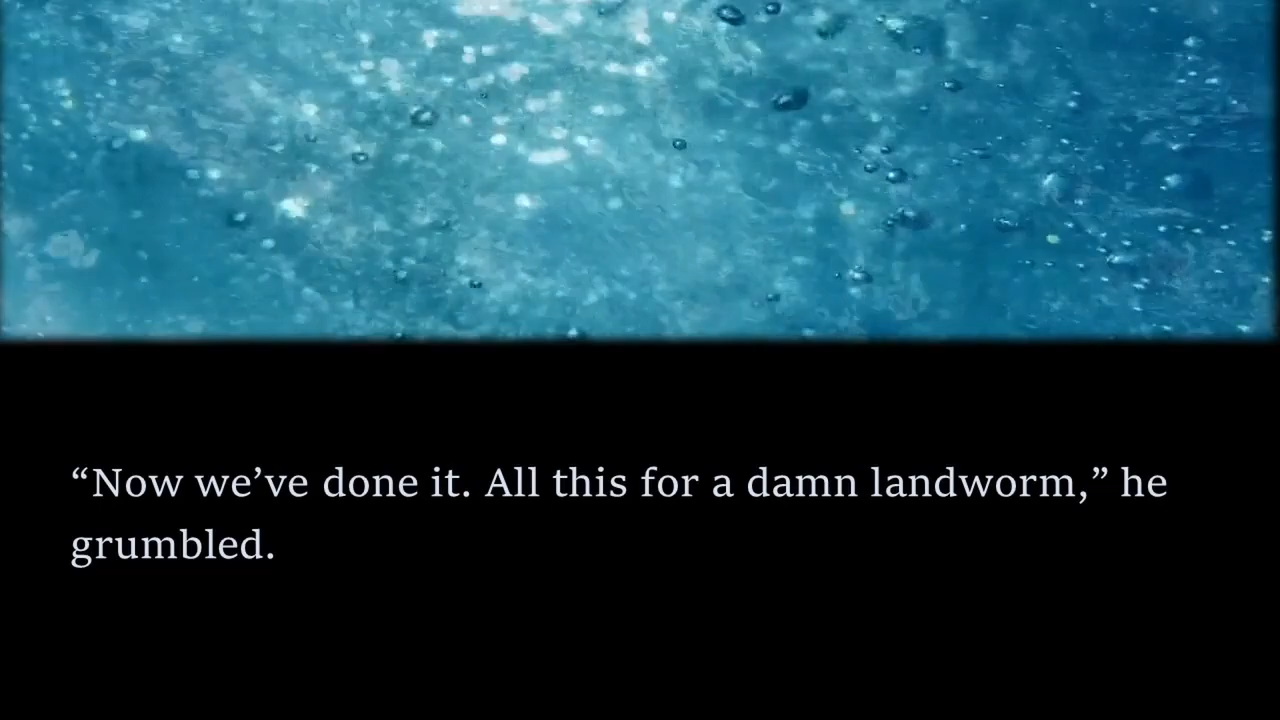 “Now we’ve done it. All this for a damn landworm,” he
grumbled.